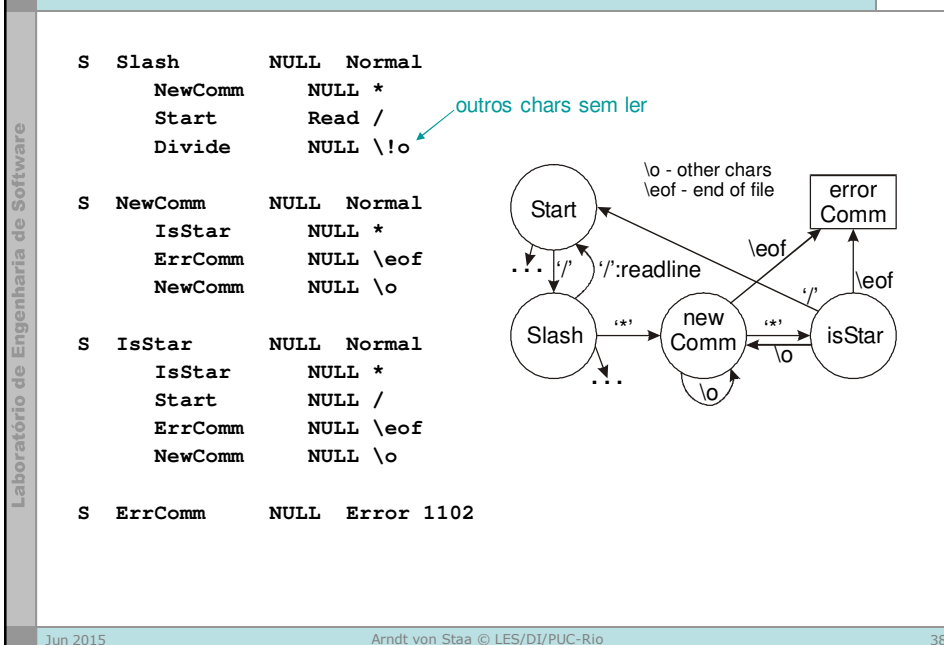 Laboratório de Engenharia de Software
S Slash NULL Normal
NewComm NULL *
Start Read /
Divide NULL \!o
outros chars sem ler
S NewComm NULL Normal
IsStar NULL *
ErrComm NULL \eof
NewComm NULL \o
S IsStar NULL Normal
IsStar NULL *
Start NULL /
ErrComm NULL \eof
NewComm NULL \o
S ErrComm NULL Error 1102
\o - other chars
\eof - end of file
error
Comm
Start
\eof
...
‘/’
‘/’:readline
\eof
‘/’
Slash
‘*’
new
Comm
‘*’
isStar
\o
...
\o
Jun 2015
Arndt von Staa © LES/DI/PUC-Rio
38